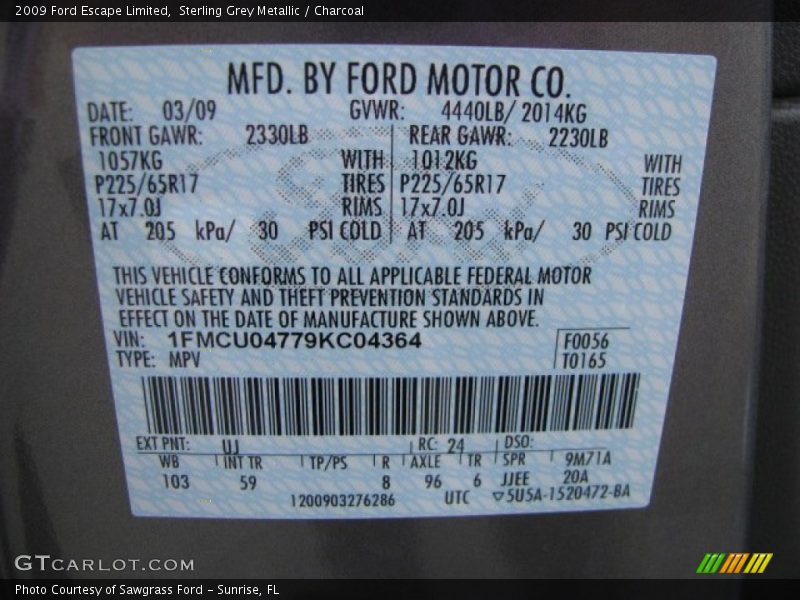 2009 Ford Escape Limited,  Sterling Grey Metallic / Charcoal
MFD. BY FORD MOTOR CO.
DATE: 03/09 GVWR: 4440LB/ 2014KG
FRONT GAWR: 2330LB REAR GAWR: 2230LB
1057KG WITH 1012KG WITH
P225/65R17 TIRES P225/65R17 TIRES
17x7.0J RIMS 17x7.0J RIMS
AT 205 kPa/ 30 PSI COLD AT 205 kPa/ 30 PSI COLD
THIS VEHICLE CONFORMS TO ALL APPLICABLE FEDERAL MOTOR
VEHICLE SAFETY AND THEFT PREVENTION STANDARDS IN
EFFECT ON THE DATE OF MANUFACTURE SHOWN ABOVE.
VIN: 1FMCU04779KC04364 F0056
TYPE: MPV T0165
EXT PNT: UJ RC: 24 DSO:
WB INT TR TP/PS R AXLE TR SPR 9M71A
103 59 8 96 6 JJEE 20A
1200903276286 UTC ▽5U5A-1520472-BA
GTCARLOT.COM
Photo Courtesy of Sawgrass Ford - Sunrise, FL